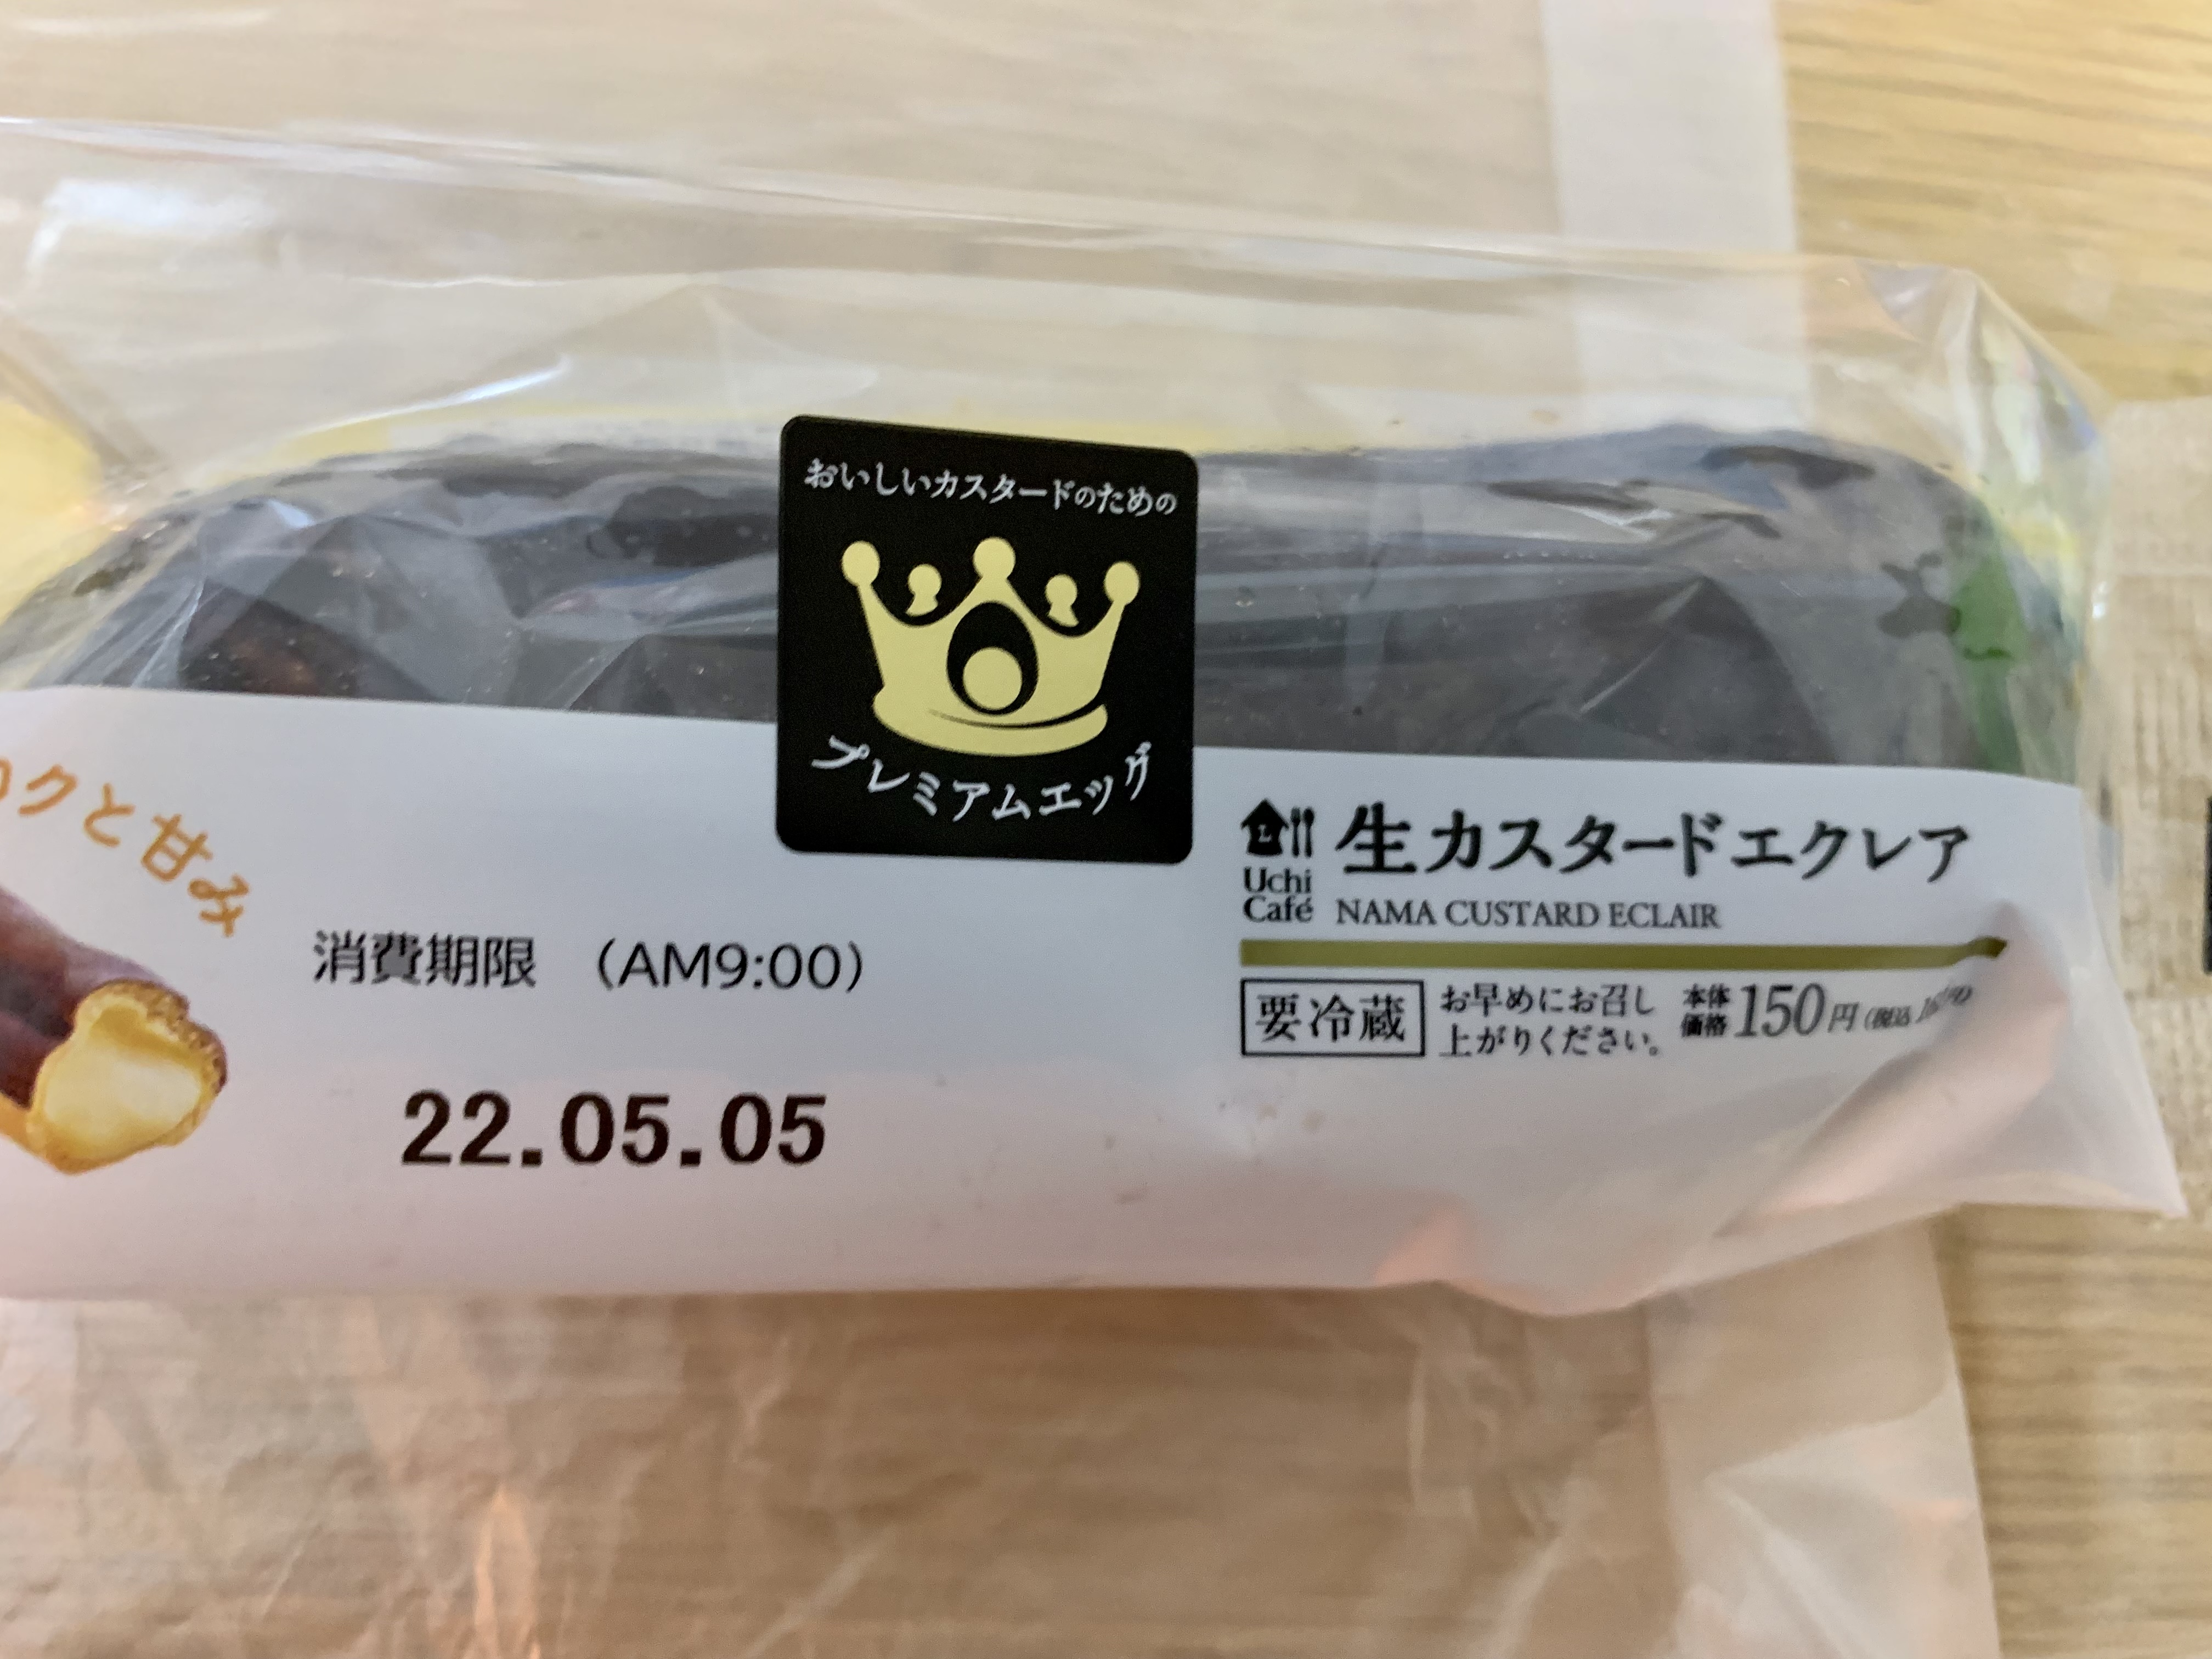 おいしいカスタードのための
プレミアムエッグ
クと甘み
消費期限 (AM9:00)
22.05.05
Uchi
Café
生カスタードエクレア
NAMA CUSTARD ECLAIR
要冷蔵
お早めにお召し
上がりください。
本体
価格
150円(税込